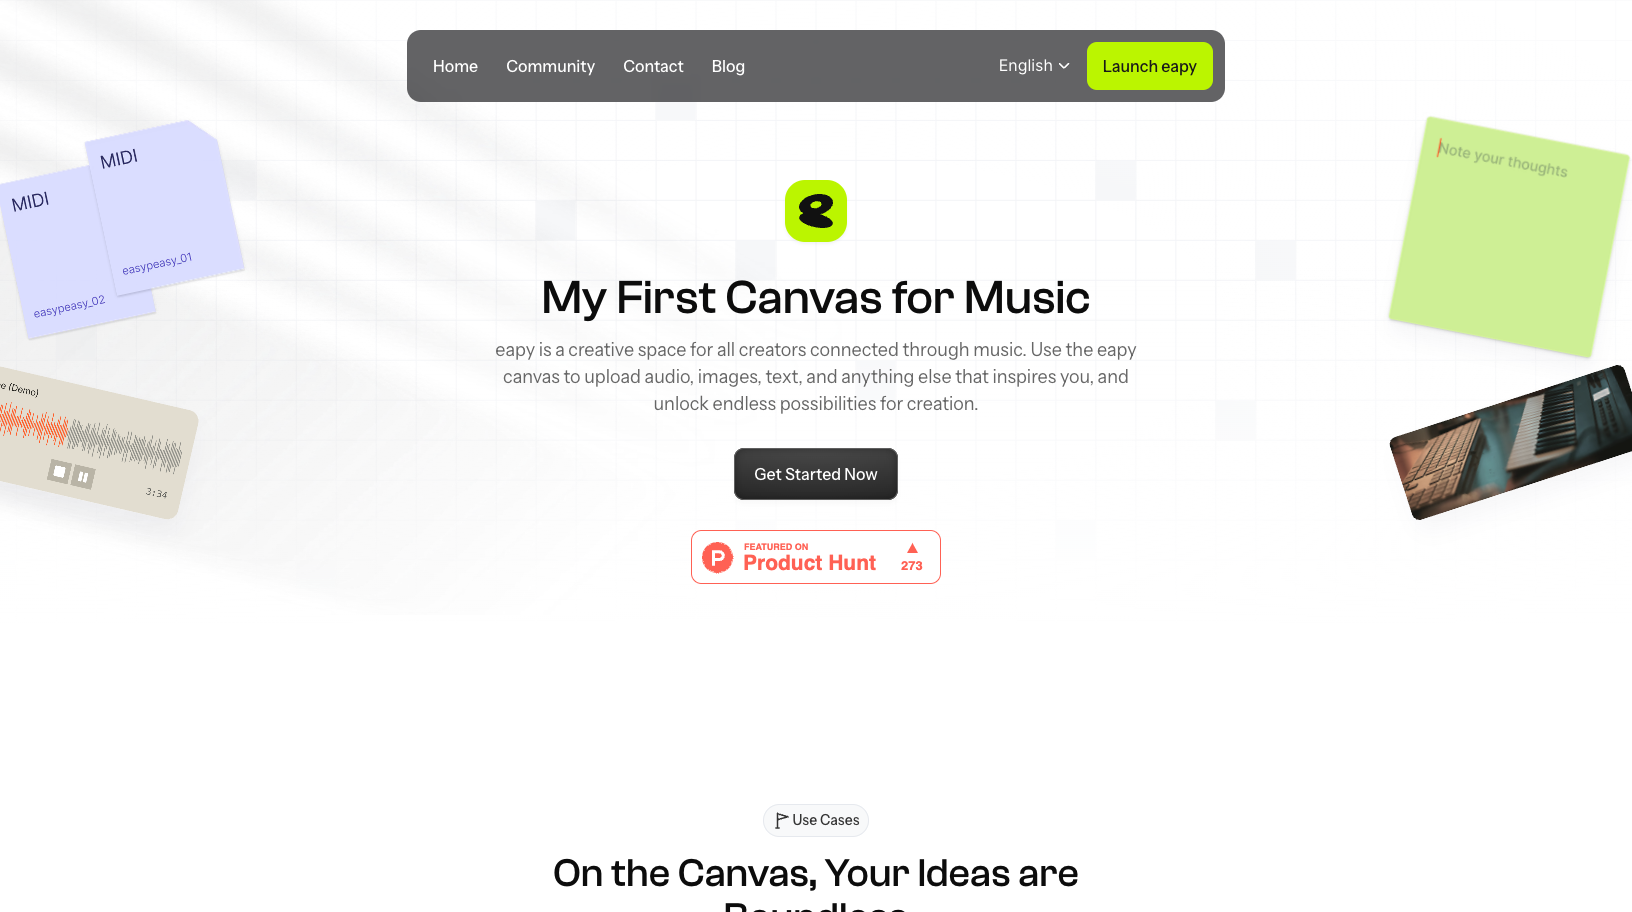 Home Community Contact Blog English Launch eapy
MIDI
easypeasy_01
MIDI
easypeasy_02
Note your thoughts
My First Canvas for Music
eapy is a creative space for all creators connected through music. Use the eapy
canvas to upload audio, images, text, and anything else that inspires you, and
unlock endless possibilities for creation.
(Demo)
3:34
Get Started Now
P
FEATURED ON
Product Hunt
273
Use Cases
On the Canvas, Your Ideas are